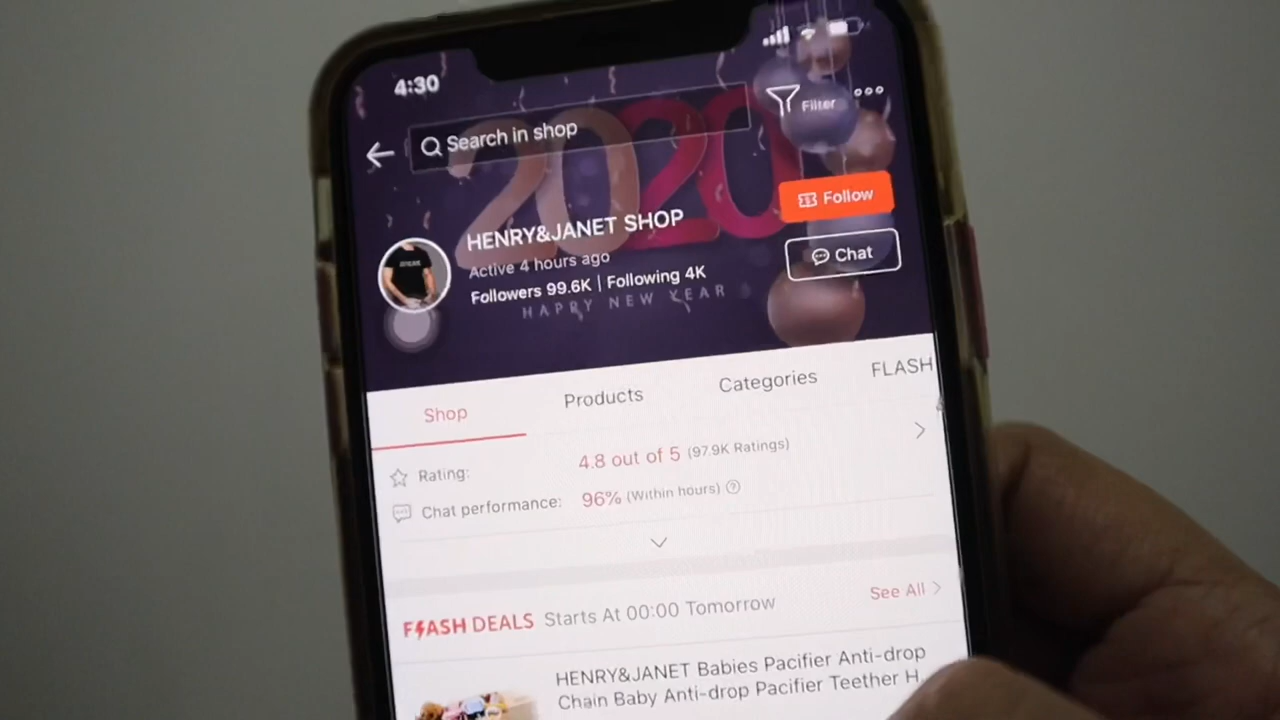 4:30
Search in shop
Filter
2020
Follow
HENRY&JANET SHOP
Active 4 hours ago
Chat
Followers 99.6K | Following 4K
HAPPY NEW YEAR
Shop
Products
Categories
FLASH
Rating:
4.8 out of 5 (97.9K Ratings)
Chat performance:
96% (Within hours)
FLASH DEALS Starts At 00:00 Tomorrow
See All
HENRY&JANET Babies Pacifier Anti-drop
Chain Baby Anti-drop Pacifier Teether H